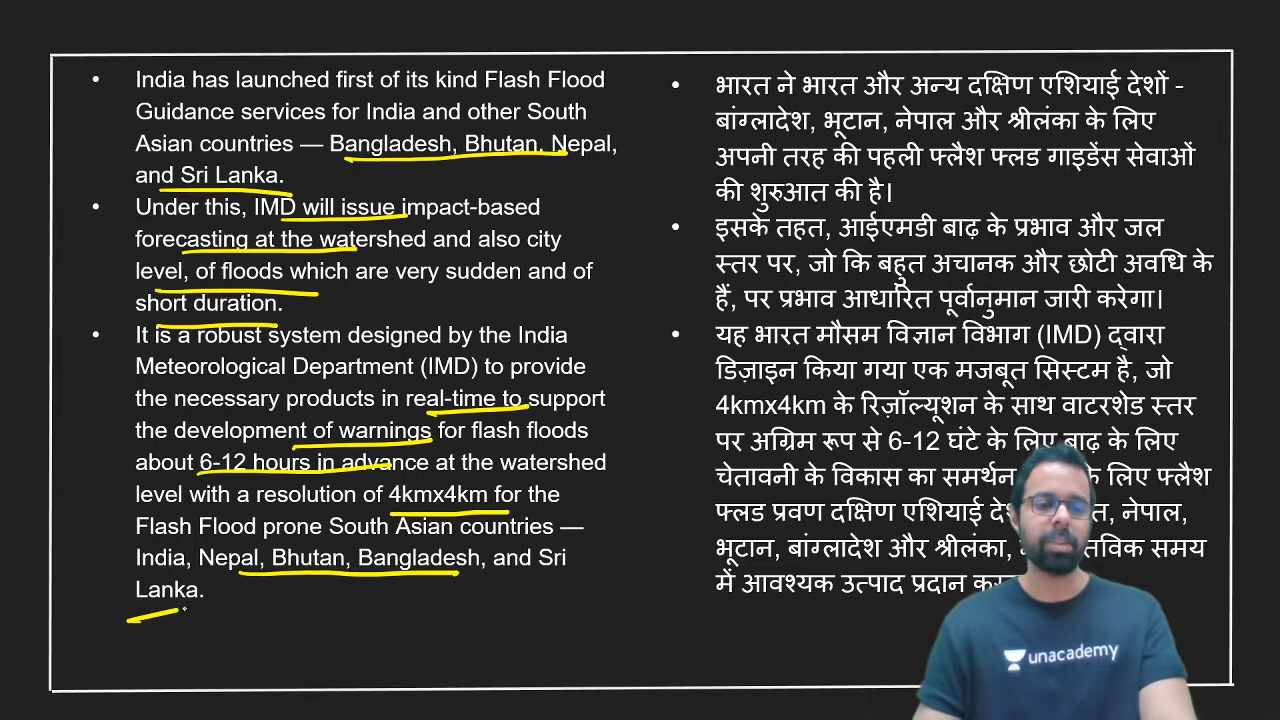 • India has launched first of its kind Flash Flood
Guidance services for India and other South
Asian countries — Bangladesh, Bhutan, Nepal,
and Sri Lanka.
• Under this, IMD will issue impact-based
forecasting at the watershed and also city
level, of floods which are very sudden and of
short duration.
• It is a robust system designed by the India
Meteorological Department (IMD) to provide
the necessary products in real-time to support
the development of warnings for flash floods
about 6-12 hours in advance at the watershed
level with a resolution of 4kmx4km for the
Flash Flood prone South Asian countries —
India, Nepal, Bhutan, Bangladesh, and Sri
Lanka.
• भारत ने भारत और अन्य दक्षिण एशियाई देशों -
बांग्लादेश, भूटान, नेपाल और श्रीलंका के लिए
अपनी तरह की पहली फ्लैश फ्लड गाइडेंस सेवाओं
की शुरुआत की है।
• इसके तहत, आईएमडी बाढ़ के प्रभाव और जल
स्तर पर, जो कि बहुत अचानक और छोटी अवधि के
हैं, पर प्रभाव आधारित पूर्वानुमान जारी करेगा।
• यह भारत मौसम विज्ञान विभाग (IMD) द्वारा
डिज़ाइन किया गया एक मजबूत सिस्टम है, जो
4kmx4km के रिज़ॉल्यूशन के साथ वाटरशेड स्तर
पर अग्रिम रूप से 6-12 घंटे के लिए बाढ़ के लिए
चेतावनी के विकास का समर्थन के लिए फ्लैश
फ्लड प्रवण दक्षिण एशियाई नेपाल,
भूटान, बांग्लादेश और श्रीलंका, समय
में आवश्यक उत्पाद प्रदान
unacademy